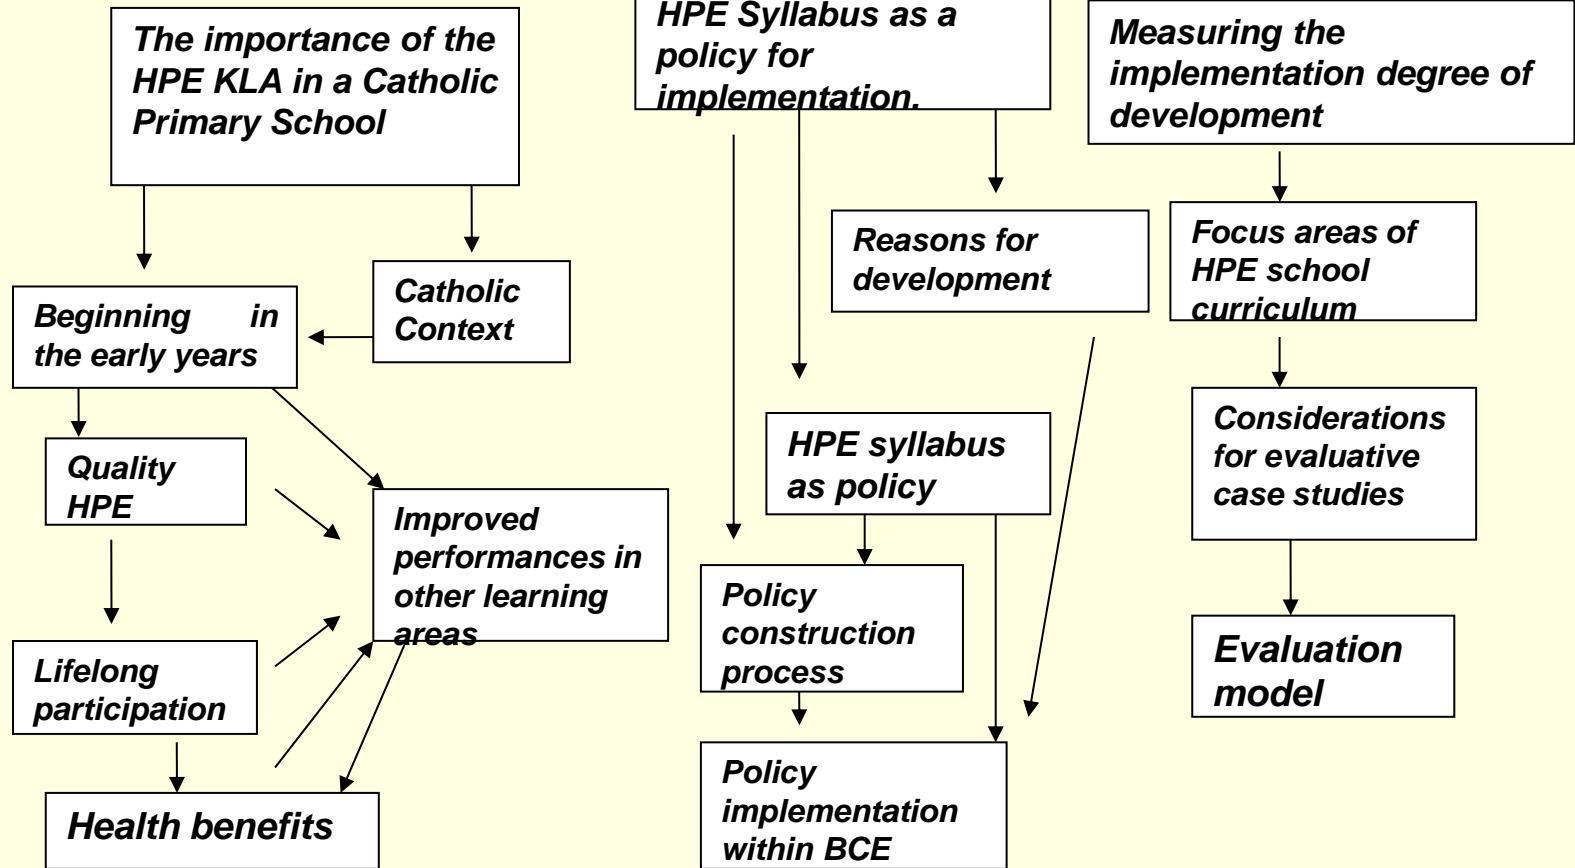 The importance of the
HPE KLA in a Catholic
Primary School
HPE Syllabus as a
policy for
implementation.
Measuring the
implementation degree of
development
Reasons for
development
Focus areas of
HPE school
curriculum
Catholic
Context
Beginning in
the early years
Considerations
for evaluative
case studies
HPE syllabus
as policy
Quality
HPE
Improved
performances in
other learning
areas
Policy
construction
process
Evaluation
model
Lifelong
participation
Policy
implementation
within BCE
Health benefits